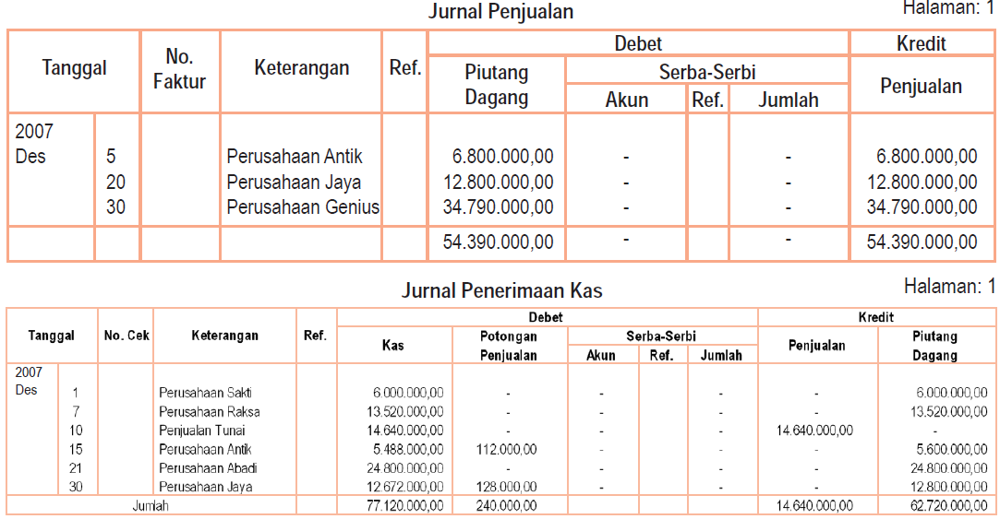 Jurnal Penjualan Halaman: 1
Debet Kredit
Tanggal No. Faktur Keterangan Ref. Piutang Dagang Serba-Serbi Penjualan
Akun Ref. Jumlah
2007
Des 5 Perusahaan Antik 6.800.000,00 - - 6.800.000,00
20 Perusahaan Jaya 12.800.000,00 - - 12.800.000,00
30 Perusahaan Genius 34.790.000,00 - - 34.790.000,00
54.390.000,00 - - 54.390.000,00
Jurnal Penerimaan Kas Halaman: 1
Debet Kredit
Tanggal No. Cek Keterangan Ref. Kas Potongan Penjualan Serba-Serbi Penjualan Piutang Dagang
Akun Ref. Jumlah
2007
Des 1 Perusahaan Sakti 6.000.000,00 - - - - 6.000.000,00
7 Perusahaan Raksa 13.520.000,00 - - - - 13.520.000,00
10 Penjualan Tunai 14.640.000,00 - - - 14.640.000,00 -
15 Perusahaan Antik 5.488.000,00 112.000,00 - - - 5.600.000,00
21 Perusahaan Abadi 24.800.000,00 - - - - 24.800.000,00
30 Perusahaan Jaya 12.672.000,00 128.000,00 - - - 12.800.000,00
Jumlah 77.120.000,00 240.000,00 14.640.000,00 62.720.000,00